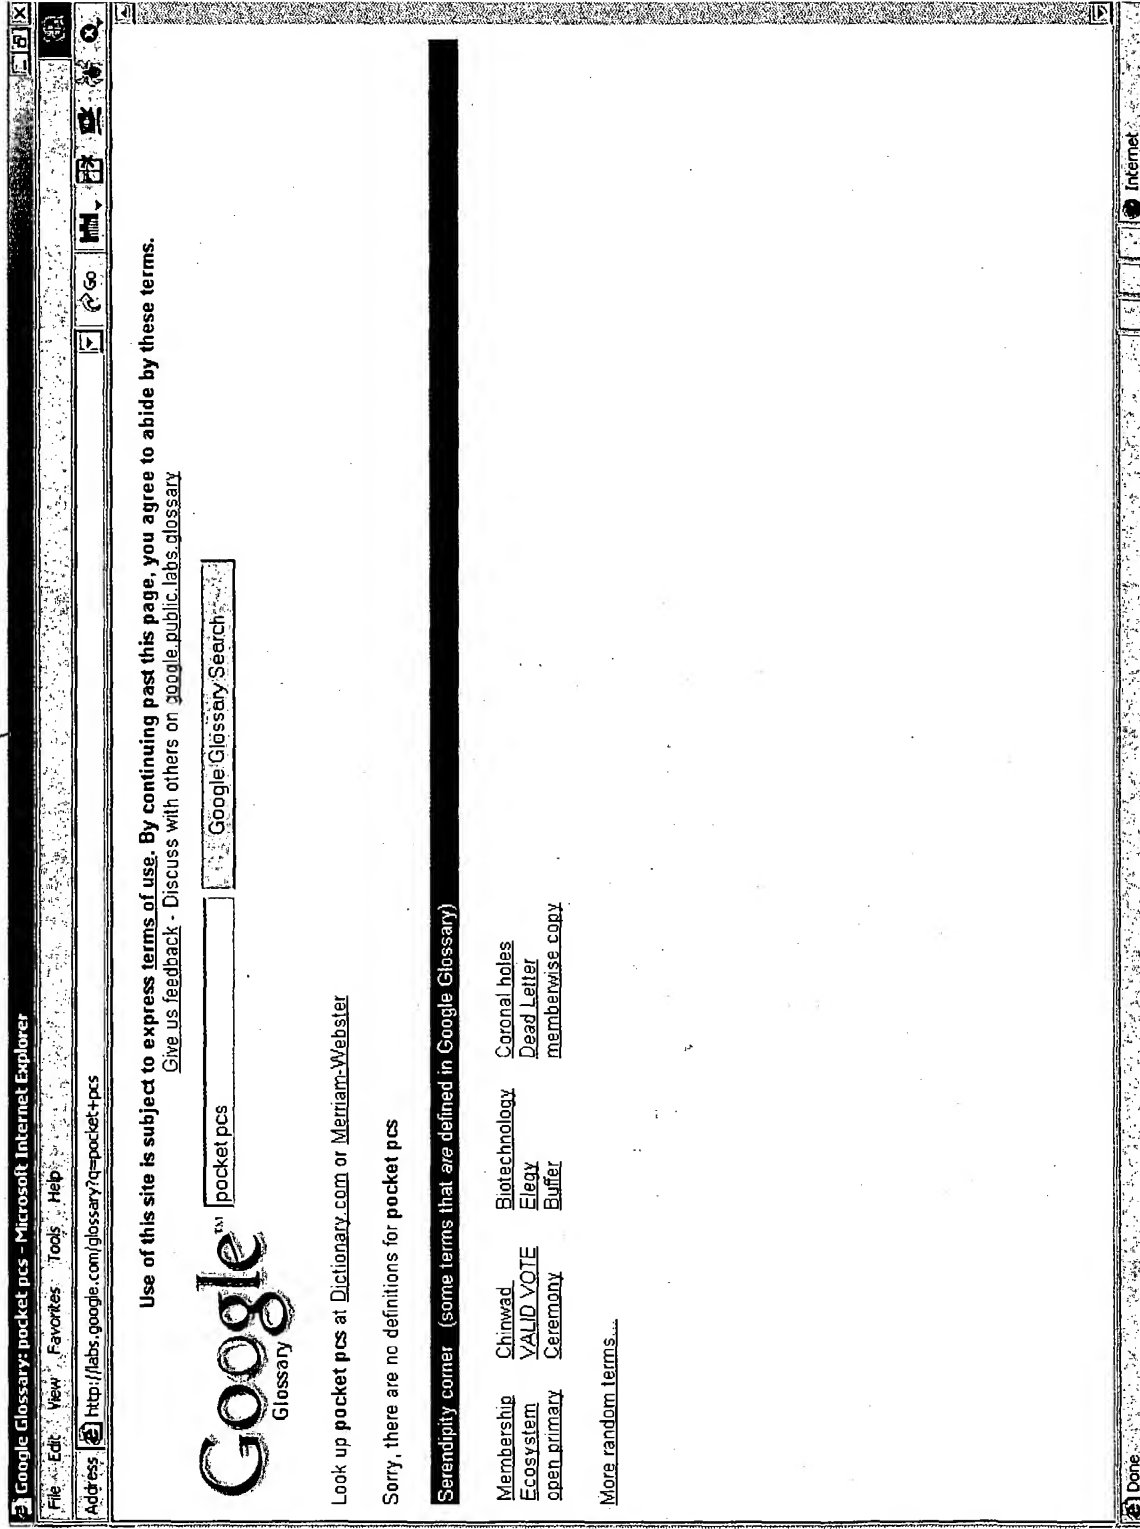 Google Glossary: pocket pcs - Microsoft Internet Explorer
File Edit View Favorites Tools Help
Address http://labs.google.com/glossary?q=pocket+pcs Go
Use of this site is subject to express terms of use. By continuing past this page, you agree to abide by these terms.
Give us feedback - Discuss with others on google.public.labs.glossary
Google™ pocket pcs Google Glossary Search
Glossary
Look up pocket pcs at Dictionary.com or Merriam-Webster
Sorry, there are no definitions for pocket pcs
Serendipity corner (some terms that are defined in Google Glossary)
Membership Chinwad Biotechnology Coronal holes
Ecosystem VALID VOTE Elegy Dead Letter
open primary Ceremony Buffer memberwise copy
More random terms...
Done Internet